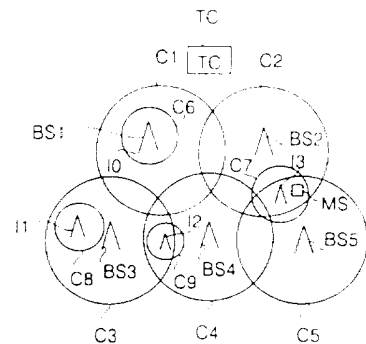 TC
C1 TC C2
C6
BS1 BS2
C7 I3
I0
MS
I1 I2
BS5
C8 BS3 C9 BS4
C3 C4 C5